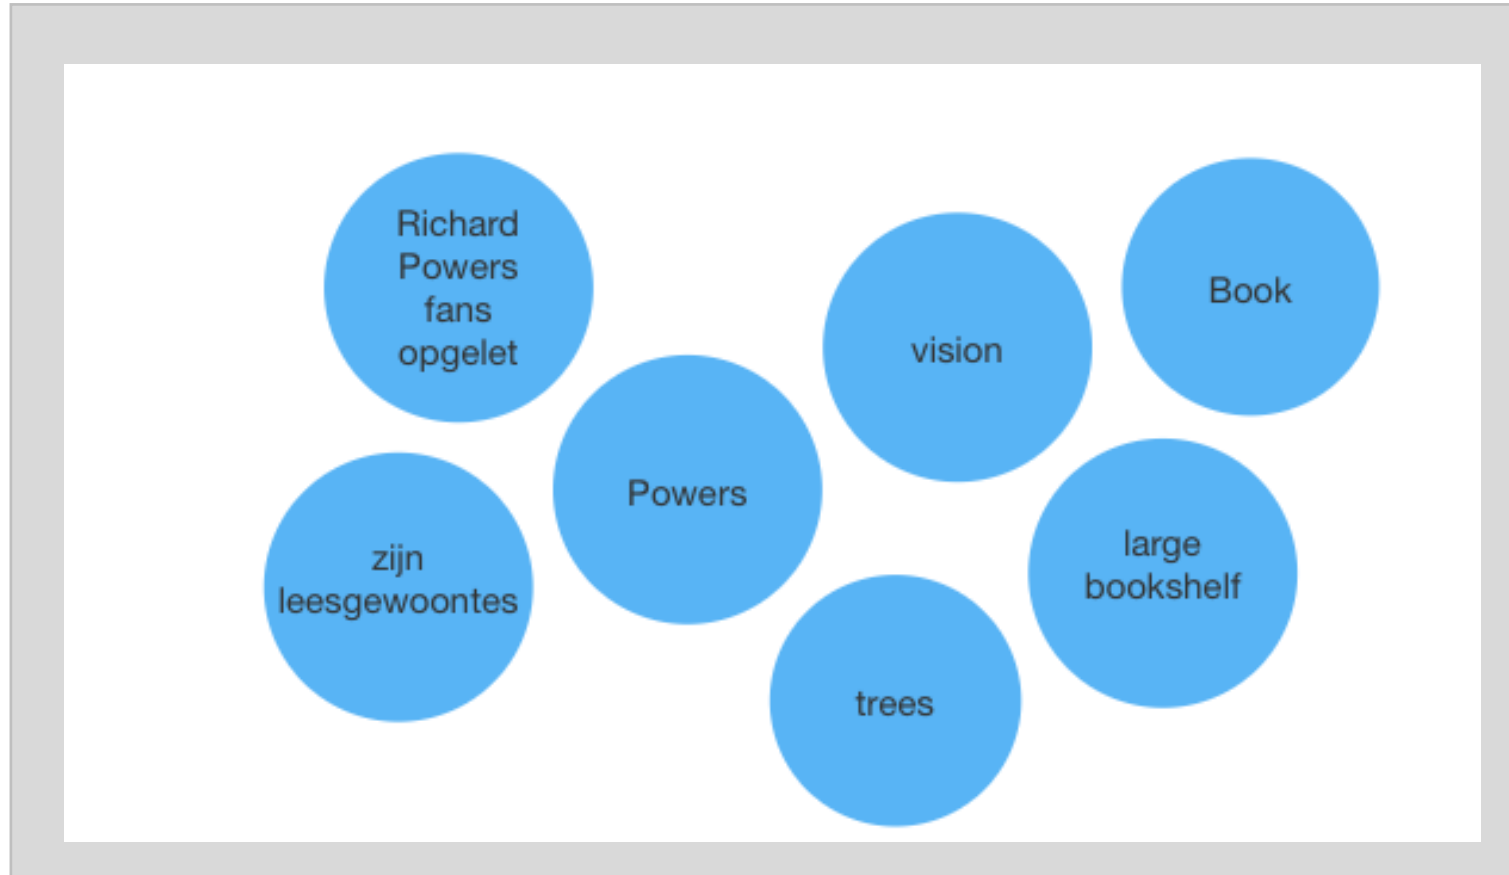 Richard
Powers
fans
opgelet
vision
Book
Powers
zijn
leesgewoontes
large
bookshelf
trees